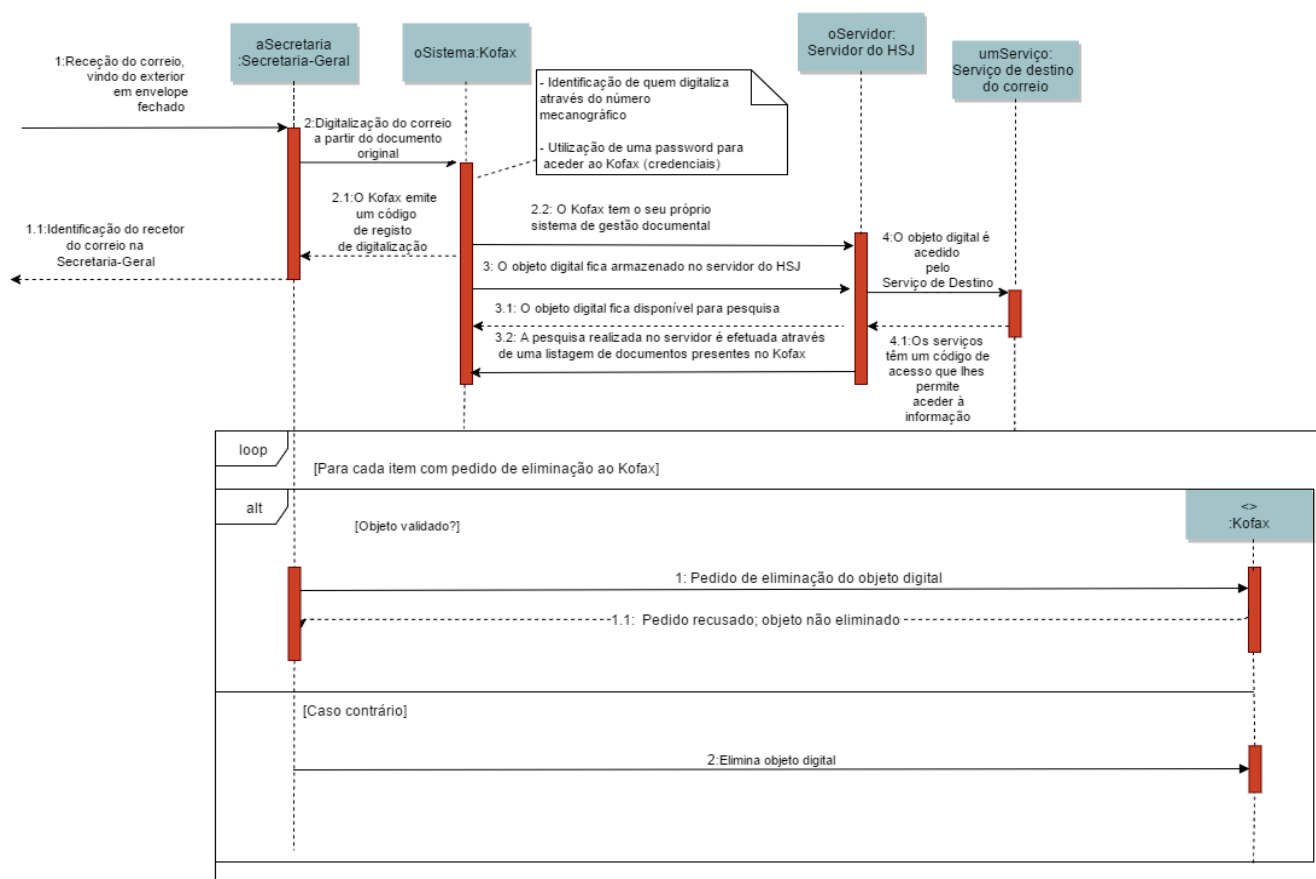 aSecretaria
:Secretaria-Geral
oSistema:Kofax
oServidor:
Servidor do HSJ
umServiço:
Serviço de destino
do correio
1:Receção do correio,
vindo do exterior
em envelope
fechado
- Identificação de quem digitaliza
através do número
mecanográfico
- Utilização de uma password para
aceder ao Kofax (credenciais)
2:Digitalização do correio
a partir do documento
original
2.1:O Kofax emite
um código
de registo
de digitalização
1.1:Identificação do recetor
do correio na
Secretaria-Geral
2.2: O Kofax tem o seu próprio
sistema de gestão documental
3: O objeto digital fica armazenado no servidor do HSJ
4:O objeto digital é
acedido
pelo
Serviço de Destino
3.1: O objeto digital fica disponível para pesquisa
3.2: A pesquisa realizada no servidor é efetuada através
de uma listagem de documentos presentes no Kofax
4.1:Os serviços
têm um código de
acesso que lhes
permite
aceder à
informação
loop
[Para cada item com pedido de eliminação ao Kofax]
alt
[Objeto validado?]
<>
:Kofax
1: Pedido de eliminação do objeto digital
1.1: Pedido recusado; objeto não eliminado
[Caso contrário]
2:Elimina objeto digital